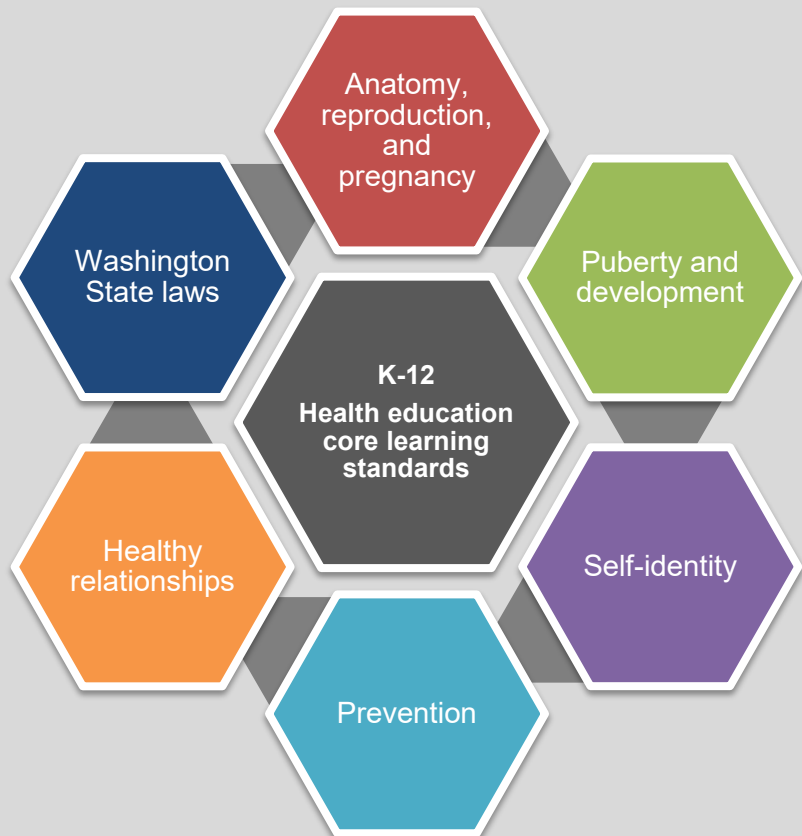 Anatomy,
reproduction,
and
pregnancy
Washington
State laws
Puberty and
development
K-12
Health education
core learning
standards
Healthy
relationships
Self-identity
Prevention